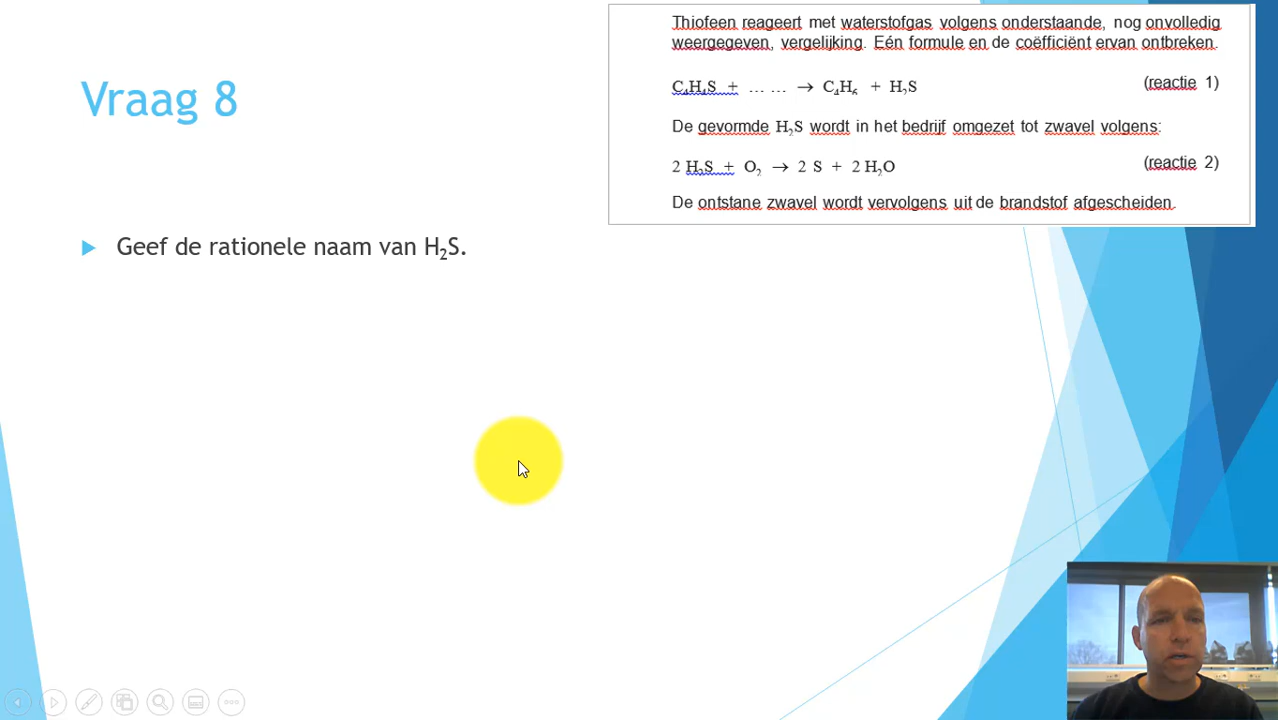 Vraag 8
Thiofeen reageert met waterstofgas volgens onderstaande, nog onvolledig
weergegeven, vergelijking. Eén formule en de coëfficiënt ervan ontbreken.
C₄H₄S + … … → C₄H₆ + H₂S (reactie 1)
De gevormde H₂S wordt in het bedrijf omgezet tot zwavel volgens:
2 H₂S + O₂ → 2 S + 2 H₂O (reactie 2)
De ontstane zwavel wordt vervolgens uit de brandstof afgescheiden.
Geef de rationele naam van H₂S.